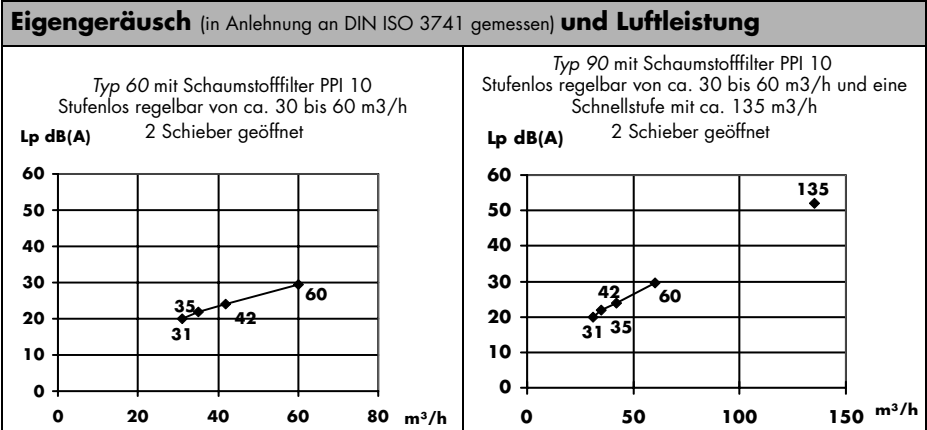 Eigengeräusch (in Anlehnung an DIN ISO 3741 gemessen) und Luftleistung
Typ 60 mit Schaumstofffilter PPI 10
Stufenlos regelbar von ca. 30 bis 60 m3/h
2 Schieber geöffnet
Lp dB(A)
60
50
40
30
20
10
0
35
31
42
60
0 20 40 60 80 m³/h
Typ 90 mit Schaumstofffilter PPI 10
Stufenlos regelbar von ca. 30 bis 60 m3/h und eine
Schnellstufe mit ca. 135 m3/h
2 Schieber geöffnet
Lp dB(A)
60
50
40
30
20
10
0
135
42
60
31 35
0 50 100 150 m³/h